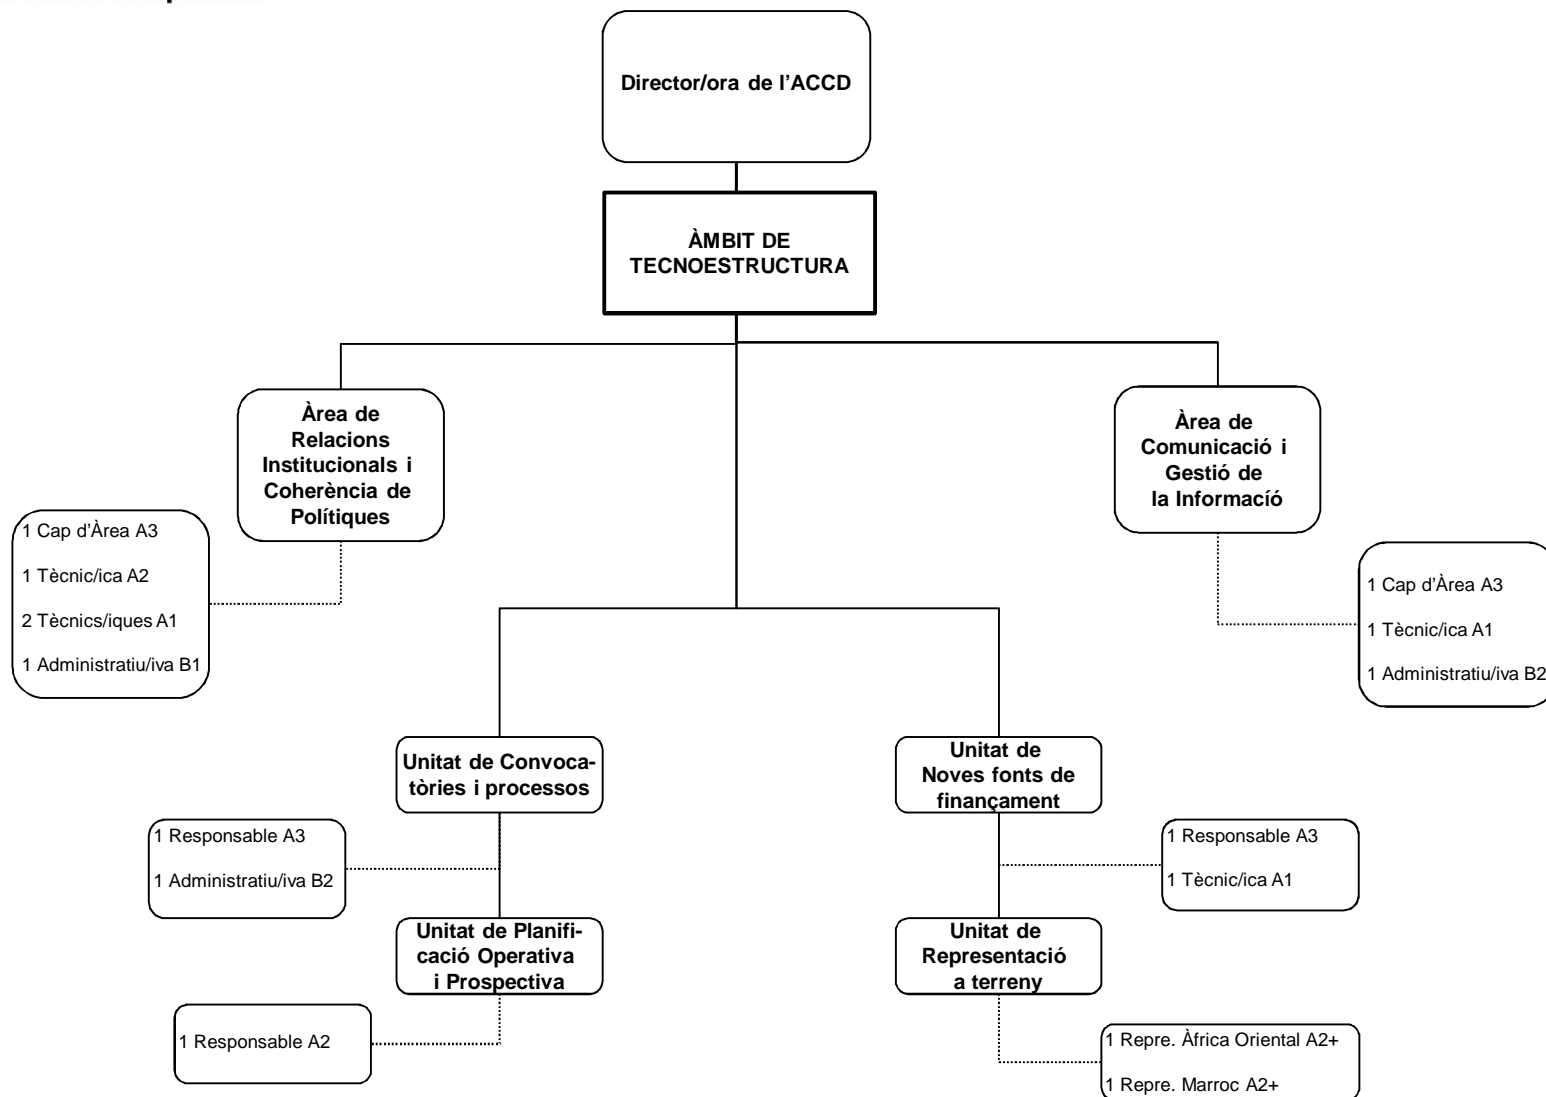 Director/ora de l'ACCD
ÀMBIT DE
TECNOESTRUCTURA
Àrea de
Relacions
Institucionals i
Coherència de
Polítiques
Àrea de
Comunicació i
Gestió de
la Informacíó
1 Cap d'Àrea A3
1 Tècnic/ica A2
2 Tècnics/iques A1
1 Administratiu/iva B1
1 Cap d'Àrea A3
1 Tècnic/ica A1
1 Administratiu/iva B2
Unitat de Convoca-
tòries i processos
Unitat de
Noves fonts de
finançament
1 Responsable A3
1 Administratiu/iva B2
1 Responsable A3
1 Tècnic/ica A1
Unitat de Planifi-
cació Operativa
i Prospectiva
Unitat de
Representació
a terreny
1 Responsable A2
1 Repre. Àfrica Oriental A2+
1 Repre. Marroc A2+